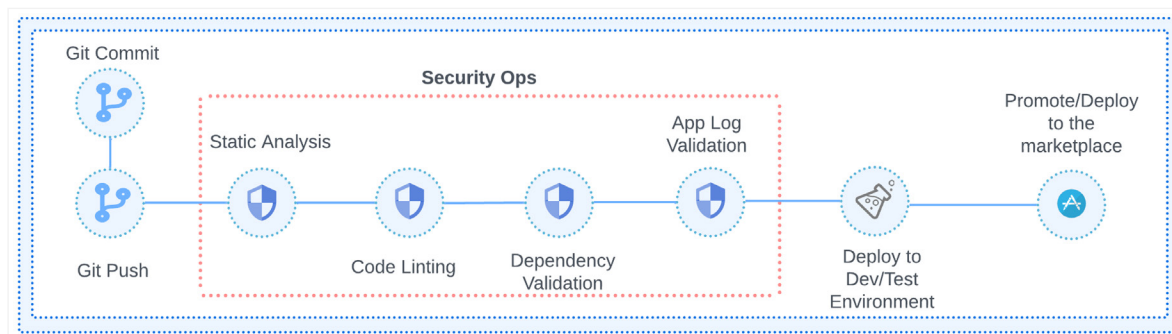 Git Commit
Security Ops
Static Analysis
App Log
Validation
Promote/Deploy
to the
marketplace
Git Push
Code Linting
Dependency
Validation
Deploy to
Dev/Test
Environment